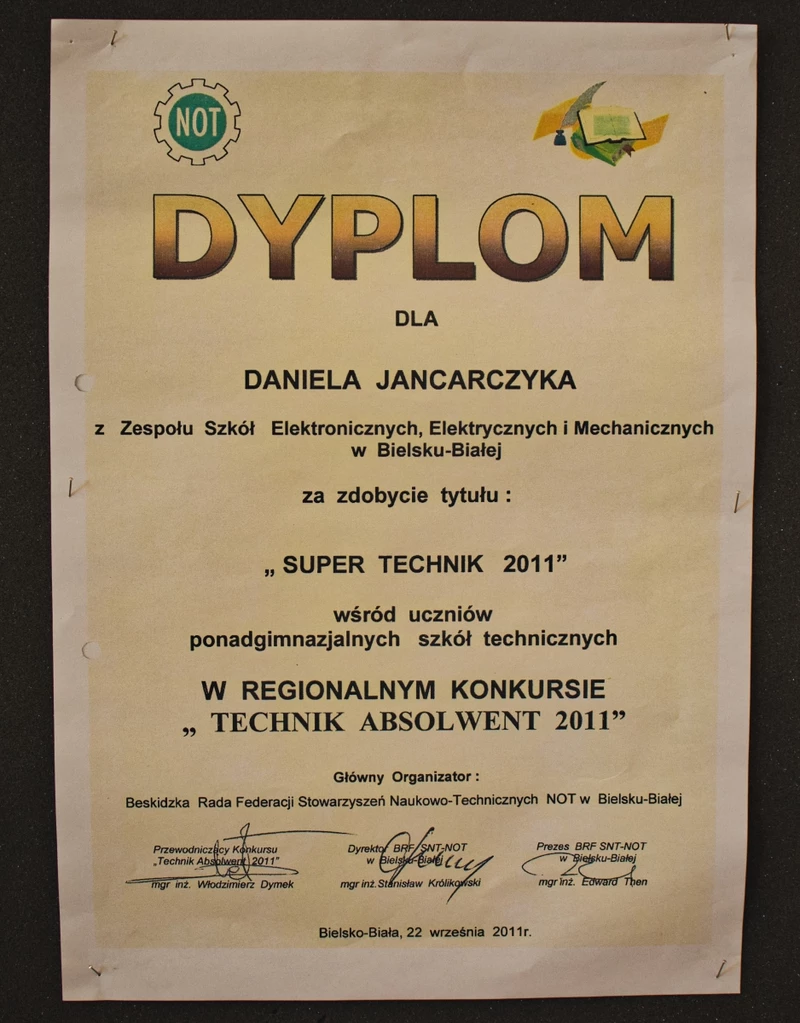 NOT
DYPLOM
DLA
DANIELA JANCARCZYKA
z Zespołu Szkół Elektronicznych, Elektrycznych i Mechanicznych
w Bielsku-Białej
za zdobycie tytułu :
„ SUPER TECHNIK 2011”
wśród uczniów
ponadgimnazjalnych szkół technicznych
W REGIONALNYM KONKURSIE
„ TECHNIK ABSOLWENT 2011”
Główny Organizator :
Beskidzka Rada Federacji Stowarzyszeń Naukowo-Technicznych NOT w Bielsku-Białej
Przewodniczący Konkursu
„Technik Absolwent 2011”
mgr inż. Włodzimierz Dymek
Dyrektor BRF SNT-NOT
w Bielsku-Białej
mgr inż. Stanisław Królikowski
Prezes BRF SNT-NOT
w Bielsku-Białej
mgr inż. Edward Then
Bielsko-Biała, 22 września 2011r.